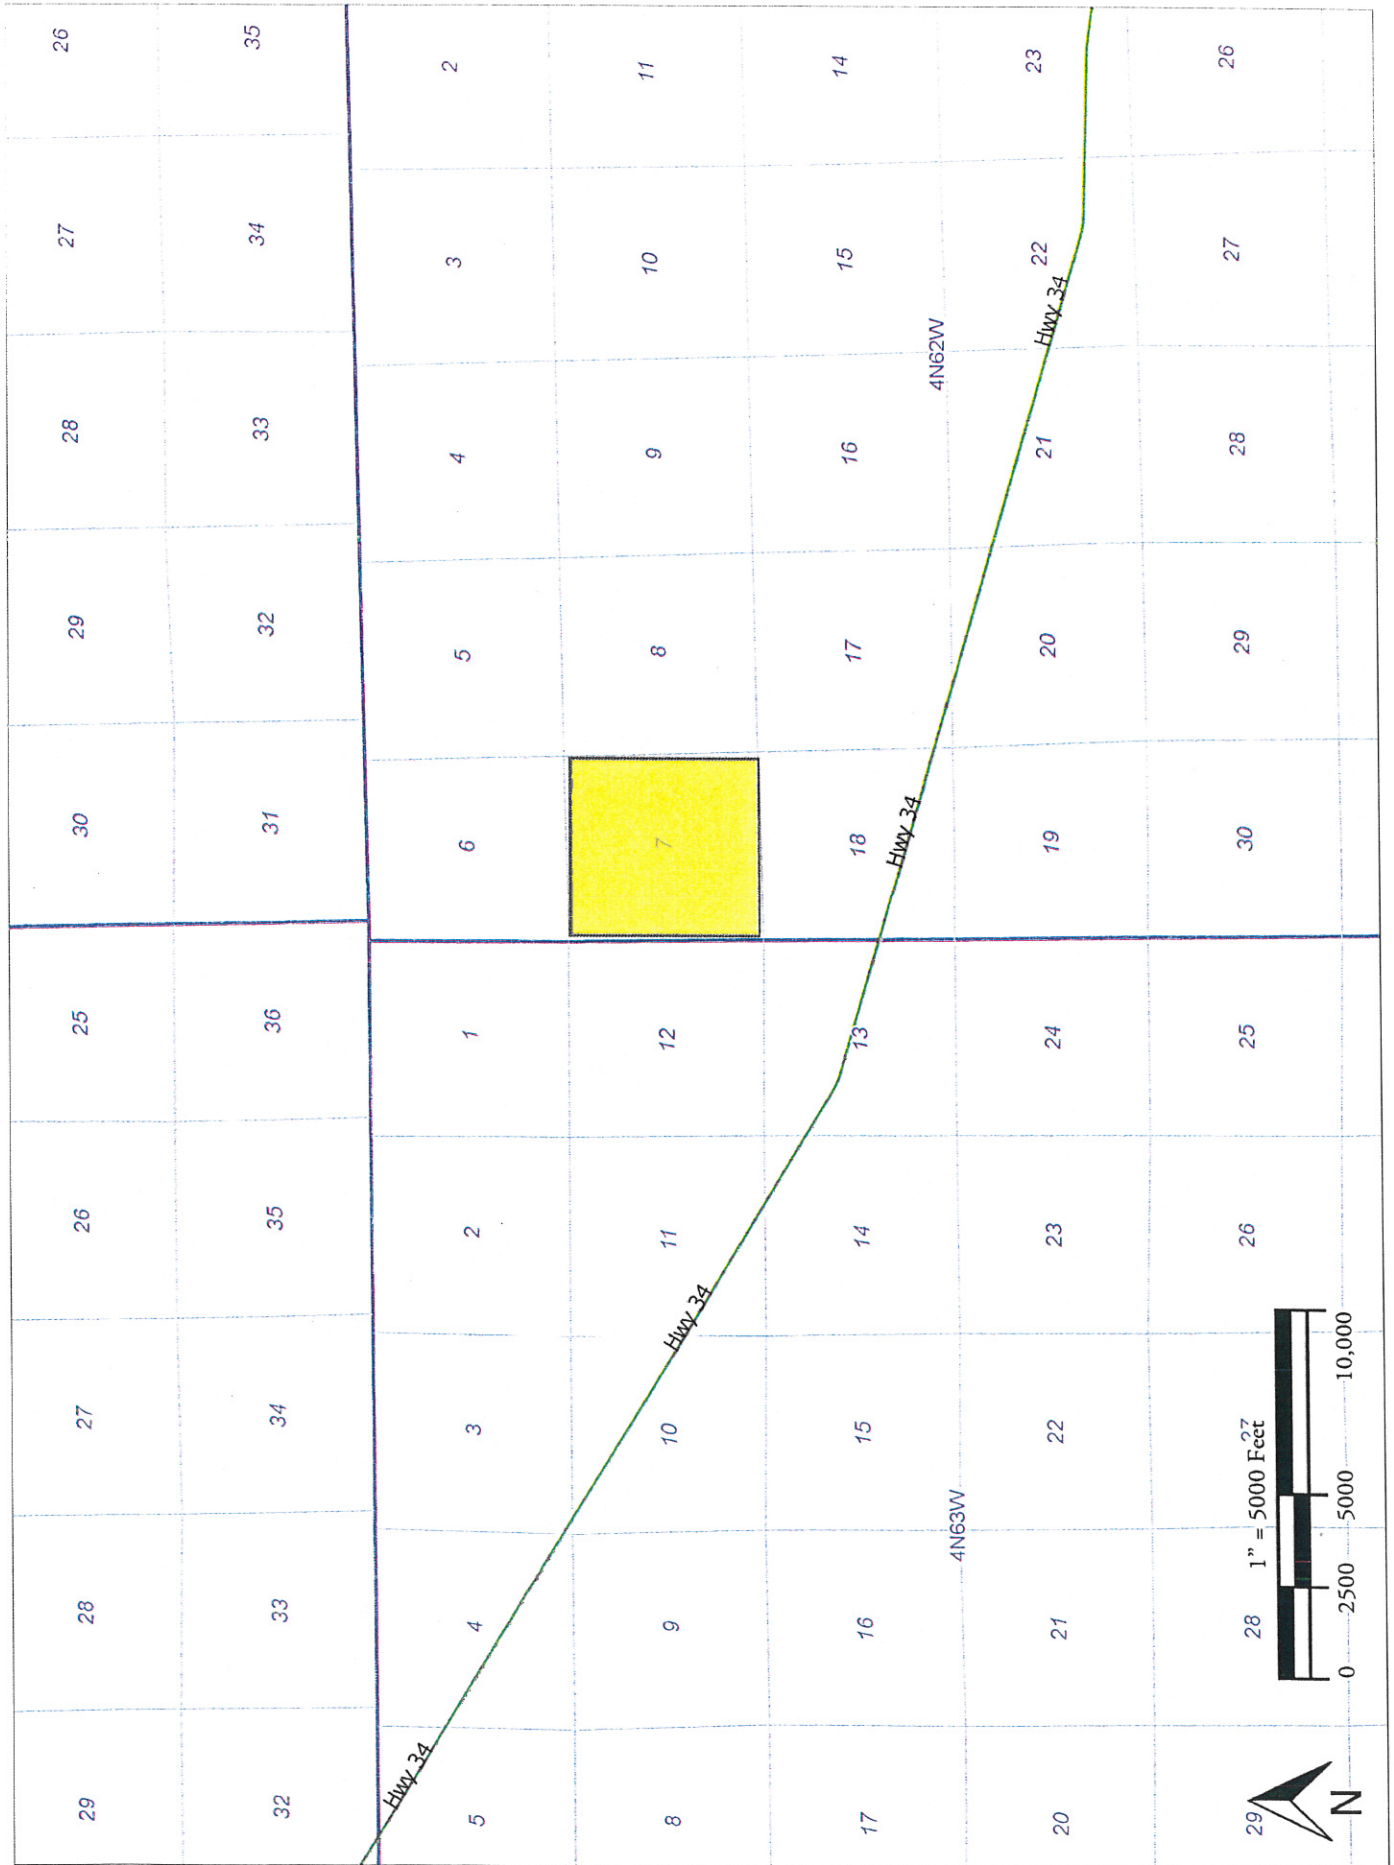 29 28 27 26 25 30 29 28 27 26
32 33 34 35 36 31 32 33 34 35
Hwy 34
5 4 3 2 1 6 5 4 3 2
8 9 10 11 12 7 8 9 10 11
Hwy 34
17 16 15 14 13 18 17 16 15 14
Hwy 34
4N63W 4N62W
20 21 22 23 24 19 20 21 22 23
Hwy 34
29 28 27 26 25 30 29 28 27 26
1” = 5000 Feet
0 2500 5000 10,000
N